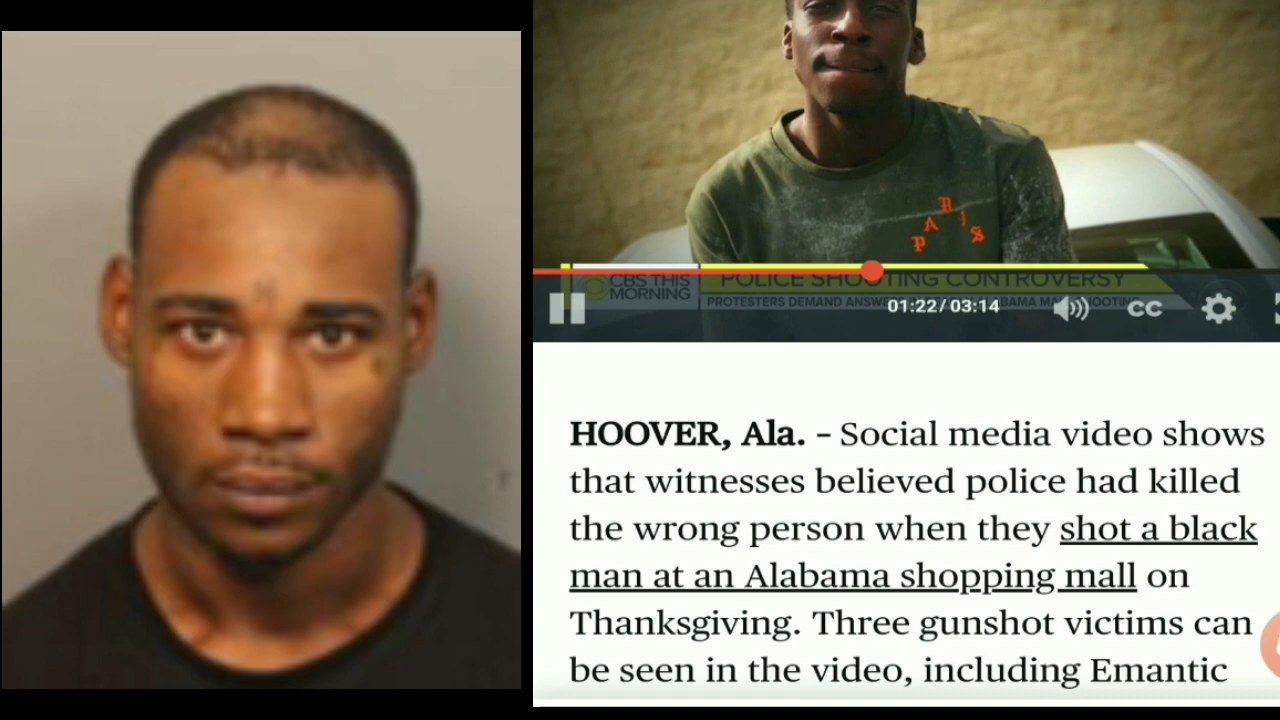 PARIS
CBS THIS
MORNING
POLICE SHOOTING CONTROVERSY
PROTESTERS DEMAND
01:22/03:14
CC
HOOVER, Ala. – Social media video shows
that witnesses believed police had killed
the wrong person when they shot a black
man at an Alabama shopping mall on
Thanksgiving. Three gunshot victims can
be seen in the video, including Emantic